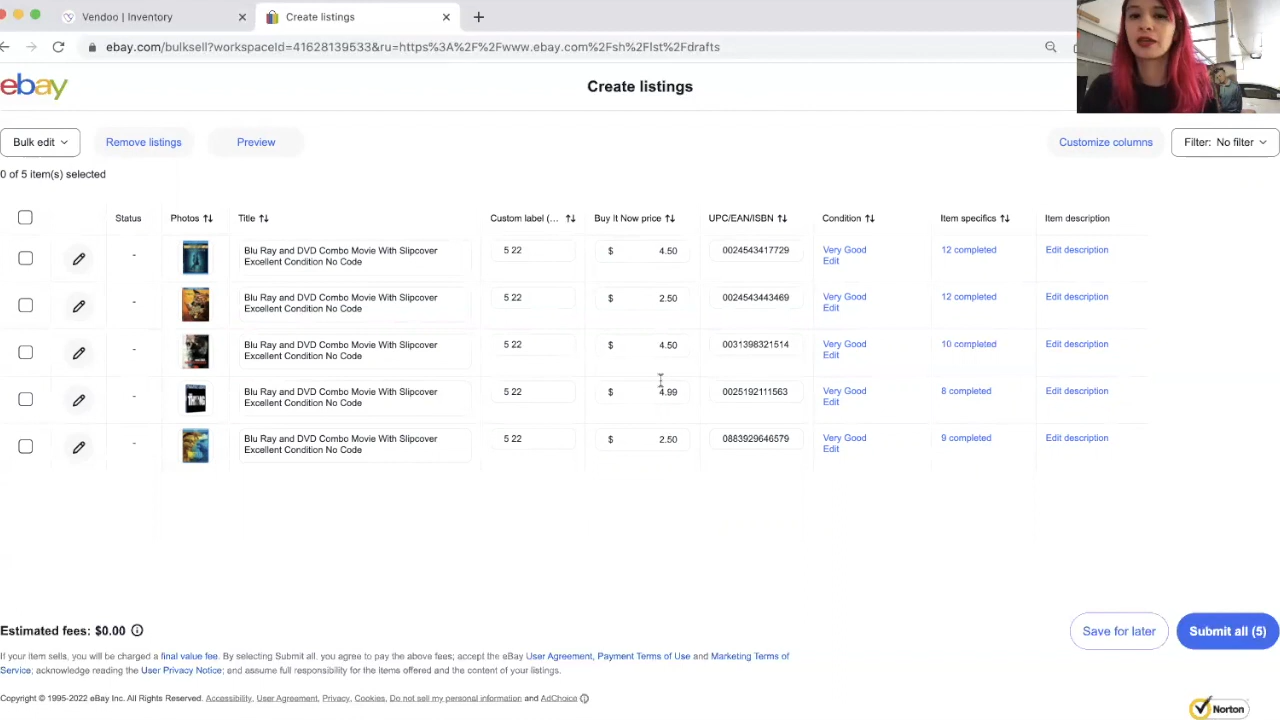 Vendoo | Inventory
Create listings
ebay.com/bulksell?workspaceId=41628139533&ru=https%3A%2F%2Fwww.ebay.com%2Fsh%2Flst%2Fdrafts
ebay
Create listings
Bulk edit
Remove listings
Preview
Customize columns
Filter: No filter
0 of 5 item(s) selected
Status Photos Title Custom label (... Buy It Now price UPC/EAN/ISBN Condition Item specifics Item description
Blu Ray and DVD Combo Movie With Slipcover 5 22 $ 4.50 0024543417729 Very Good 12 completed Edit description
Excellent Condition No Code Edit
Blu Ray and DVD Combo Movie With Slipcover 5 22 $ 2.50 0024543443469 Very Good 12 completed Edit description
Excellent Condition No Code Edit
Blu Ray and DVD Combo Movie With Slipcover 5 22 $ 4.50 0031398321514 Very Good 10 completed Edit description
Excellent Condition No Code Edit
Blu Ray and DVD Combo Movie With Slipcover 5 22 $ 4.99 0025192111563 Very Good 8 completed Edit description
Excellent Condition No Code Edit
Blu Ray and DVD Combo Movie With Slipcover 5 22 $ 2.50 0883929646579 Very Good 9 completed Edit description
Excellent Condition No Code Edit
Estimated fees: $0.00
Save for later
Submit all (5)
If your item sells, you will be charged a final value fee. By selecting Submit all, you agree to pay the above fees; accept the eBay User Agreement, Payment Terms of Use and Marketing Terms of
Service; acknowledge reading the User Privacy Notice; and assume full responsibility for the items offered and the content of your listings.
Copyright © 1995-2022 eBay Inc. All Rights Reserved. Accessibility, User Agreement, Privacy, Cookies, Do not sell my personal information and AdChoice
Norton